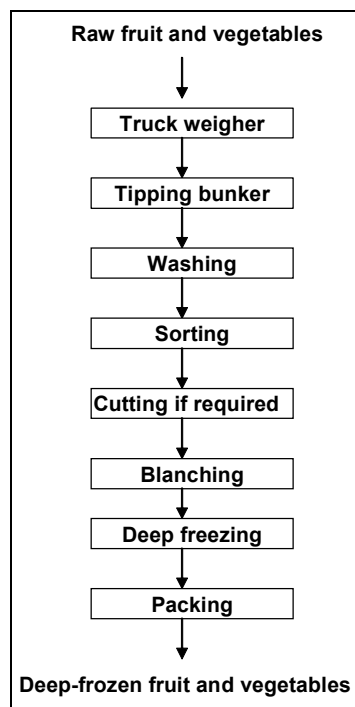 Raw fruit and vegetables
Truck weigher
Tipping bunker
Washing
Sorting
Cutting if required
Blanching
Deep freezing
Packing
Deep-frozen fruit and vegetables